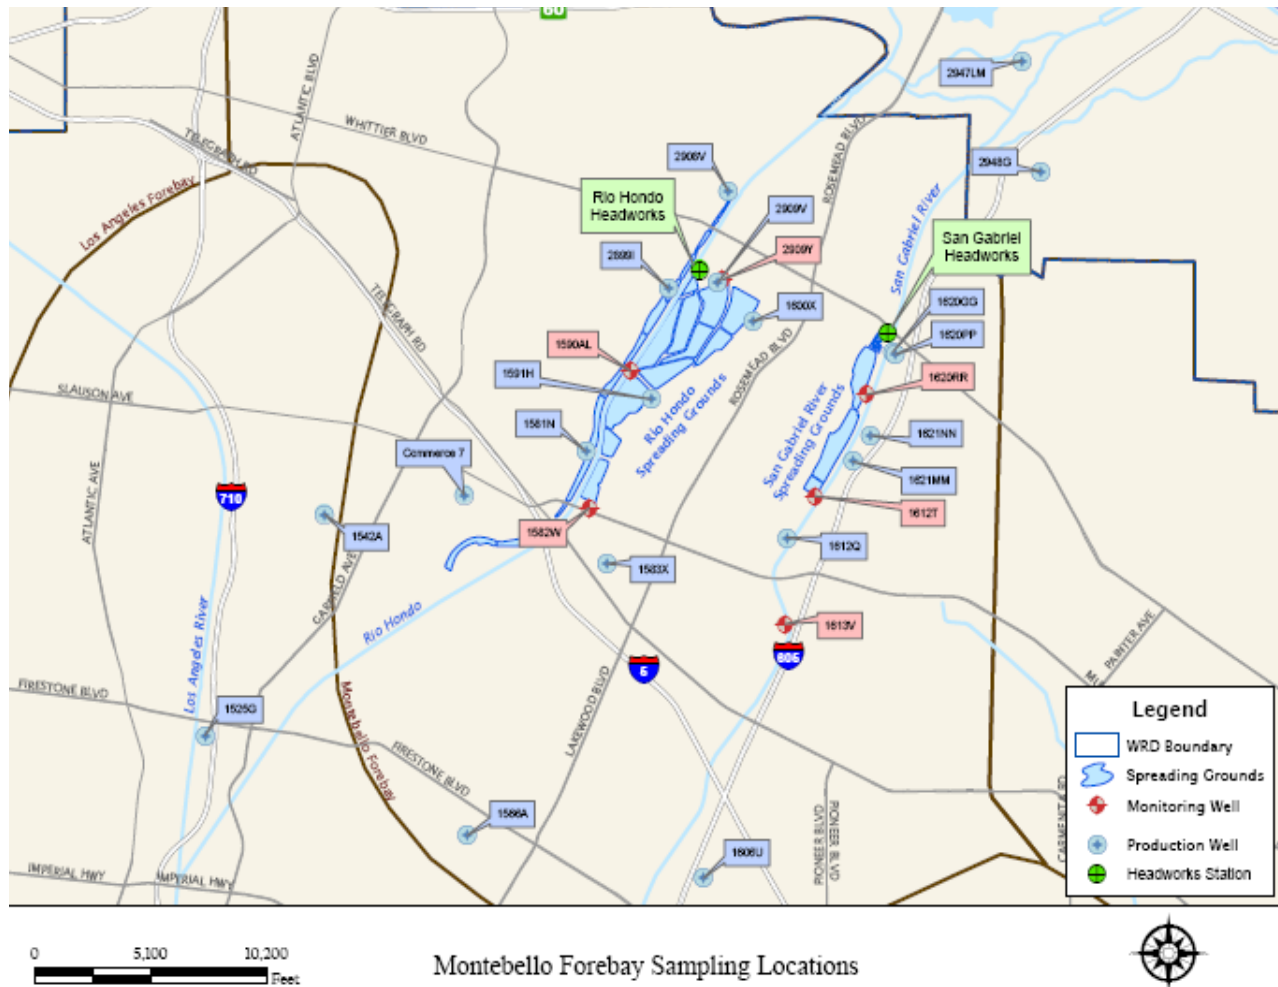 60
2947LM
ATLANTIC BLVD
WHITTIER BLVD
TELEGRAPH RD
ROSEMEAD BLVD
2908V
2948G
Los Angeles Forebay
Rio Hondo
Headworks
2909V
San Gabriel River
San Gabriel
Headworks
2909Y
2899I
1620GG
1600X
1620PP
TELEGRAPH RD
1590AL
1591H
1620RR
ROSEMEAD BLVD
SLAUSON AVE
Rio Hondo
Spreading Grounds
San Gabriel River
Spreading Grounds
1581N
1621NN
Commerce 7
1621MM
710
ATLANTIC AVE
1612T
1582W
1542A
1612Q
1583X
GARFIELD AVE
Rio Hondo
1613V
PAINTER AVE
Los Angeles River
605
5
FIRESTONE BLVD
LAKEWOOD BLVD
1525G
Montebello Forebay
FIRESTONE BLVD
1566A
1606U
PIONEER BLVD
PIONEER BLVD
CARMENITA RD
IMPERIAL HWY
IMPERIAL HWY
Legend
WRD Boundary
Spreading Grounds
Monitoring Well
Production Well
Headworks Station
0 5,100 10,200
Feet
Montebello Forebay Sampling Locations